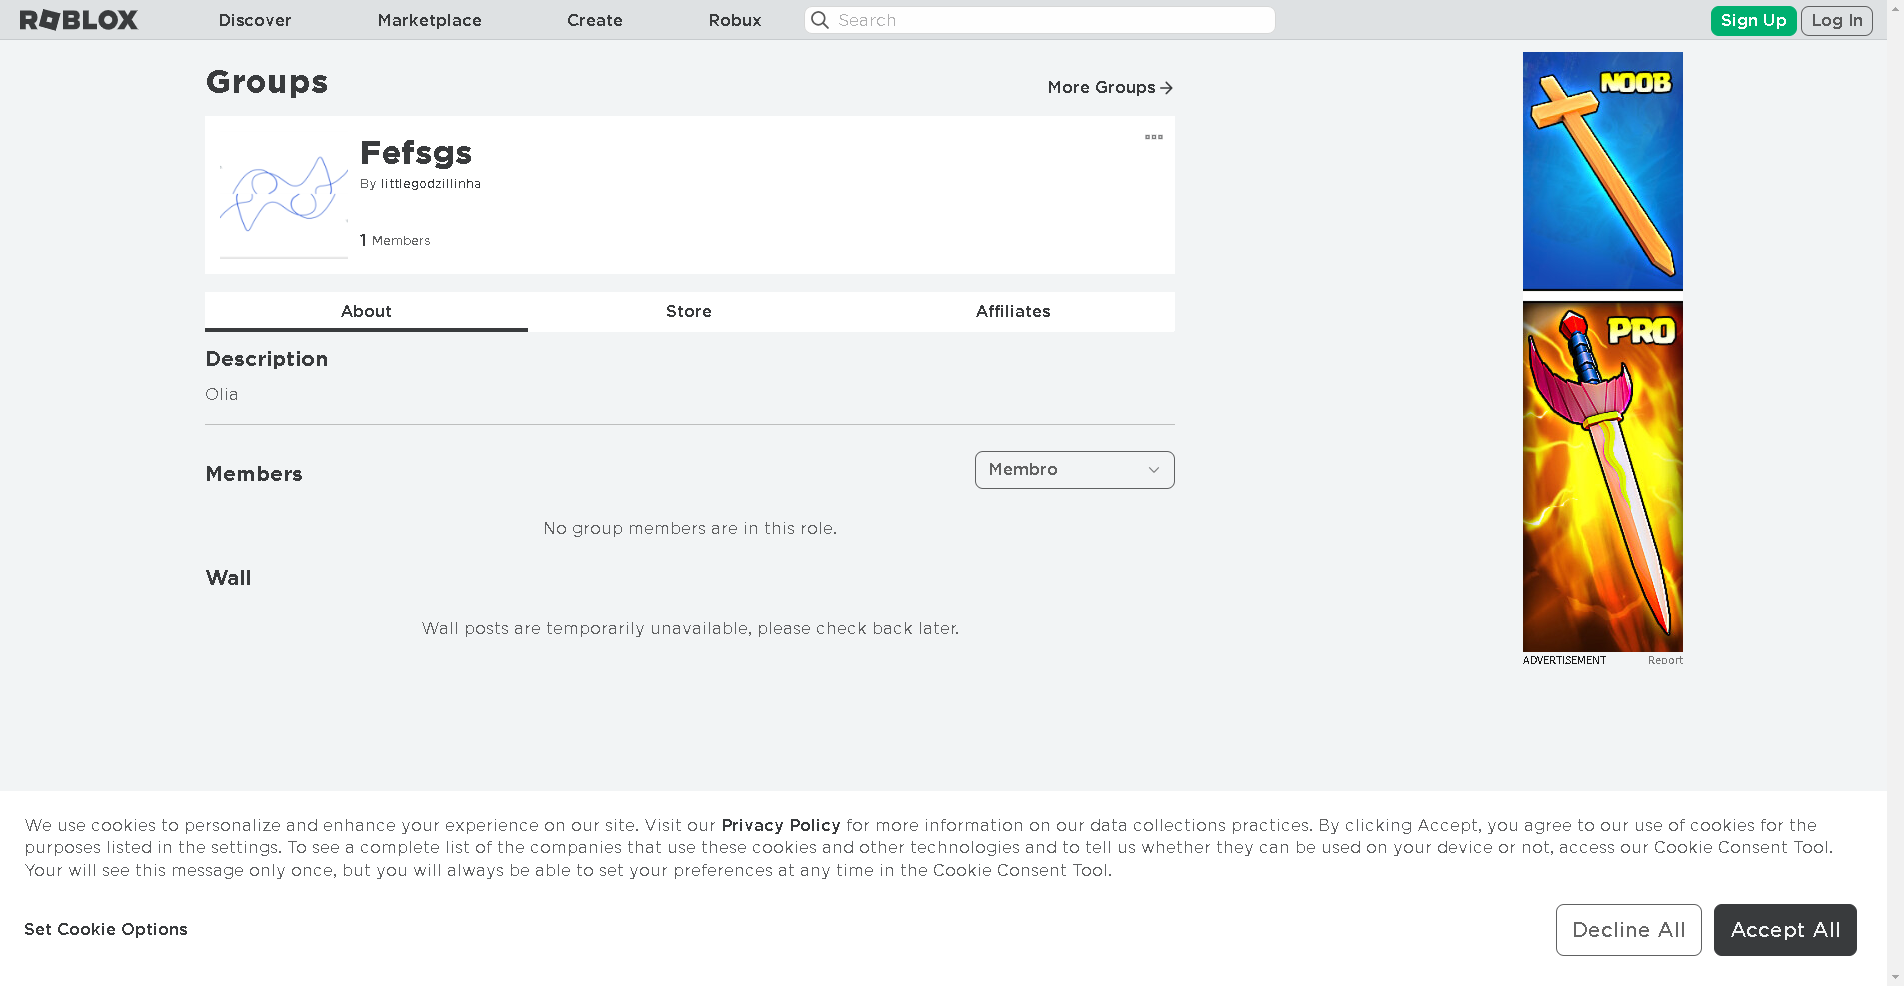 ROBLOX
Discover
Marketplace
Create
Robux
Search
Sign Up
Log In
Groups
More Groups
Fefsgs
By littlegodzillinha
1 Members
About
Store
Affiliates
Description
Olia
Members
Membro
No group members are in this role.
Wall
Wall posts are temporarily unavailable, please check back later.
NOOB
PRO
ADVERTISEMENT
Report
We use cookies to personalize and enhance your experience on our site. Visit our Privacy Policy for more information on our data collections practices. By clicking Accept, you agree to our use of cookies for the
purposes listed in the settings. To see a complete list of the companies that use these cookies and other technologies and to tell us whether they can be used on your device or not, access our Cookie Consent Tool.
Your will see this message only once, but you will always be able to set your preferences at any time in the Cookie Consent Tool.
Set Cookie Options
Decline All
Accept All